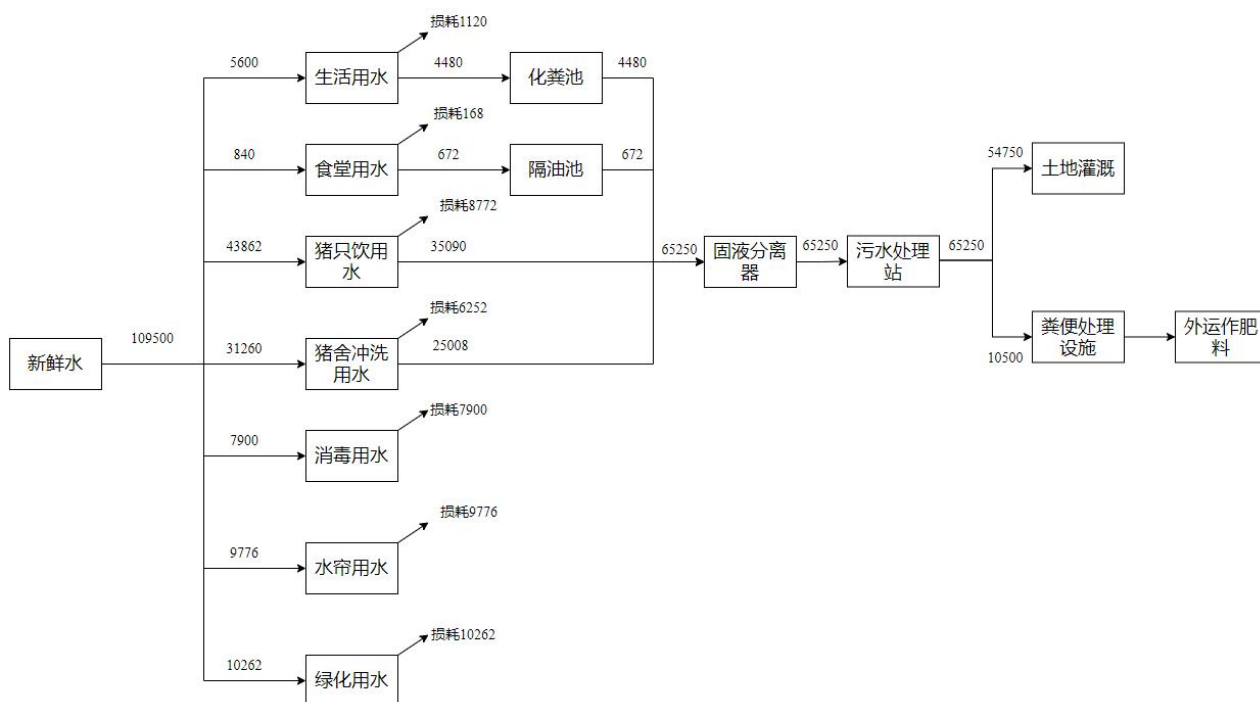 损耗1120
5600
生活用水
4480
化粪池
4480
损耗168
840
食堂用水
672
隔油池
672
54750
土地灌溉
损耗8772
43862
猪只饮用
水
35090
65250
固液分离
器
65250
污水处理
站
65250
损耗6252
新鲜水
109500
31260
猪舍冲洗
用水
25008
10500
粪便处理
设施
外运作肥
料
损耗7900
7900
消毒用水
损耗9776
9776
水帘用水
损耗10262
10262
绿化用水